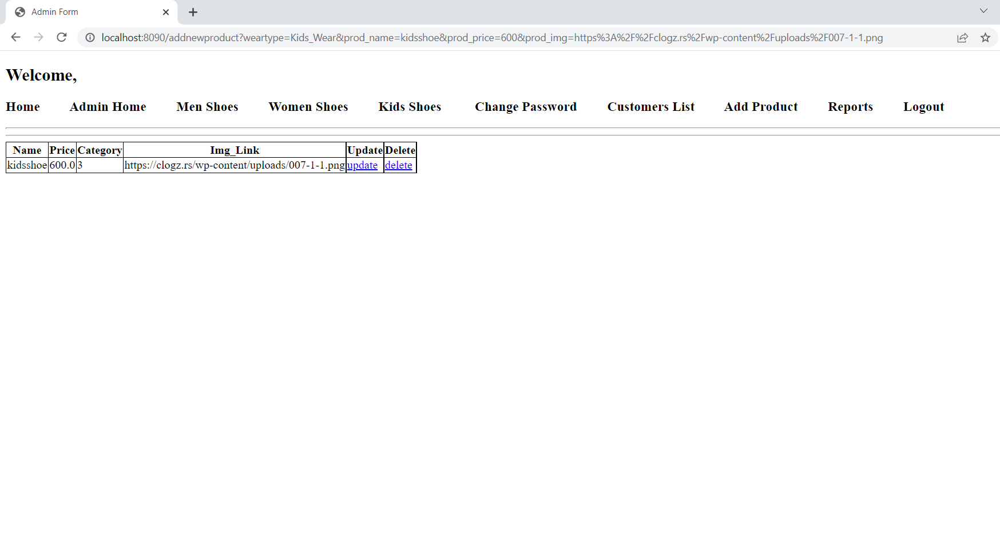 Admin Form
localhost:8090/addnewproduct?weartype=Kids_Wear&prod_name=kidsshoe&prod_price=600&prod_img=https%3A%2F%2Fclogz.rs%2Fwp-content%2Fuploads%2F007-1-1.png
Welcome,
Home Admin Home Men Shoes Women Shoes Kids Shoes Change Password Customers List Add Product Reports Logout
Name Price Category Img_Link Update Delete
kidsshoe 600.0 3 https://clogz.rs/wp-content/uploads/007-1-1.png update delete